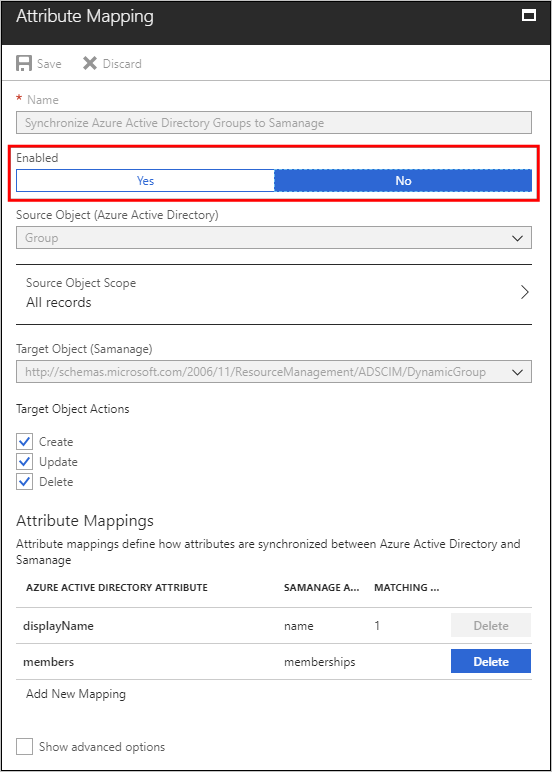 Attribute Mapping
Save Discard
* Name
Synchronize Azure Active Directory Groups to Samanage
Enabled
Yes No
Source Object (Azure Active Directory)
Group
Source Object Scope
All records
Target Object (Samanage)
http://schemas.microsoft.com/2006/11/ResourceManagement/ADSCIM/DynamicGroup
Target Object Actions
Create
Update
Delete
Attribute Mappings
Attribute mappings define how attributes are synchronized between Azure Active Directory and
Samanage
AZURE ACTIVE DIRECTORY ATTRIBUTE SAMANAGE A... MATCHING ...
displayName name 1 Delete
members memberships Delete
Add New Mapping
Show advanced options